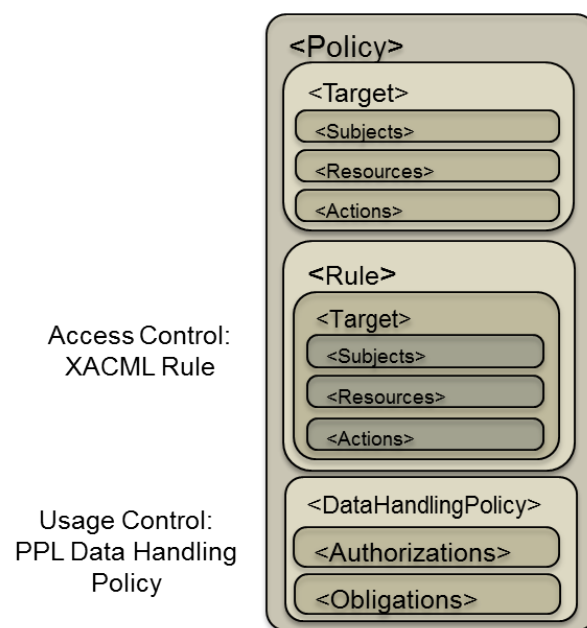 <Policy>
<Target>
<Subjects>
<Resources>
<Actions>
<Rule>
Access Control:
XACML Rule
<Target>
<Subjects>
<Resources>
<Actions>
<DataHandlingPolicy>
Usage Control:
PPL Data Handling
Policy
<Authorizations>
<Obligations>